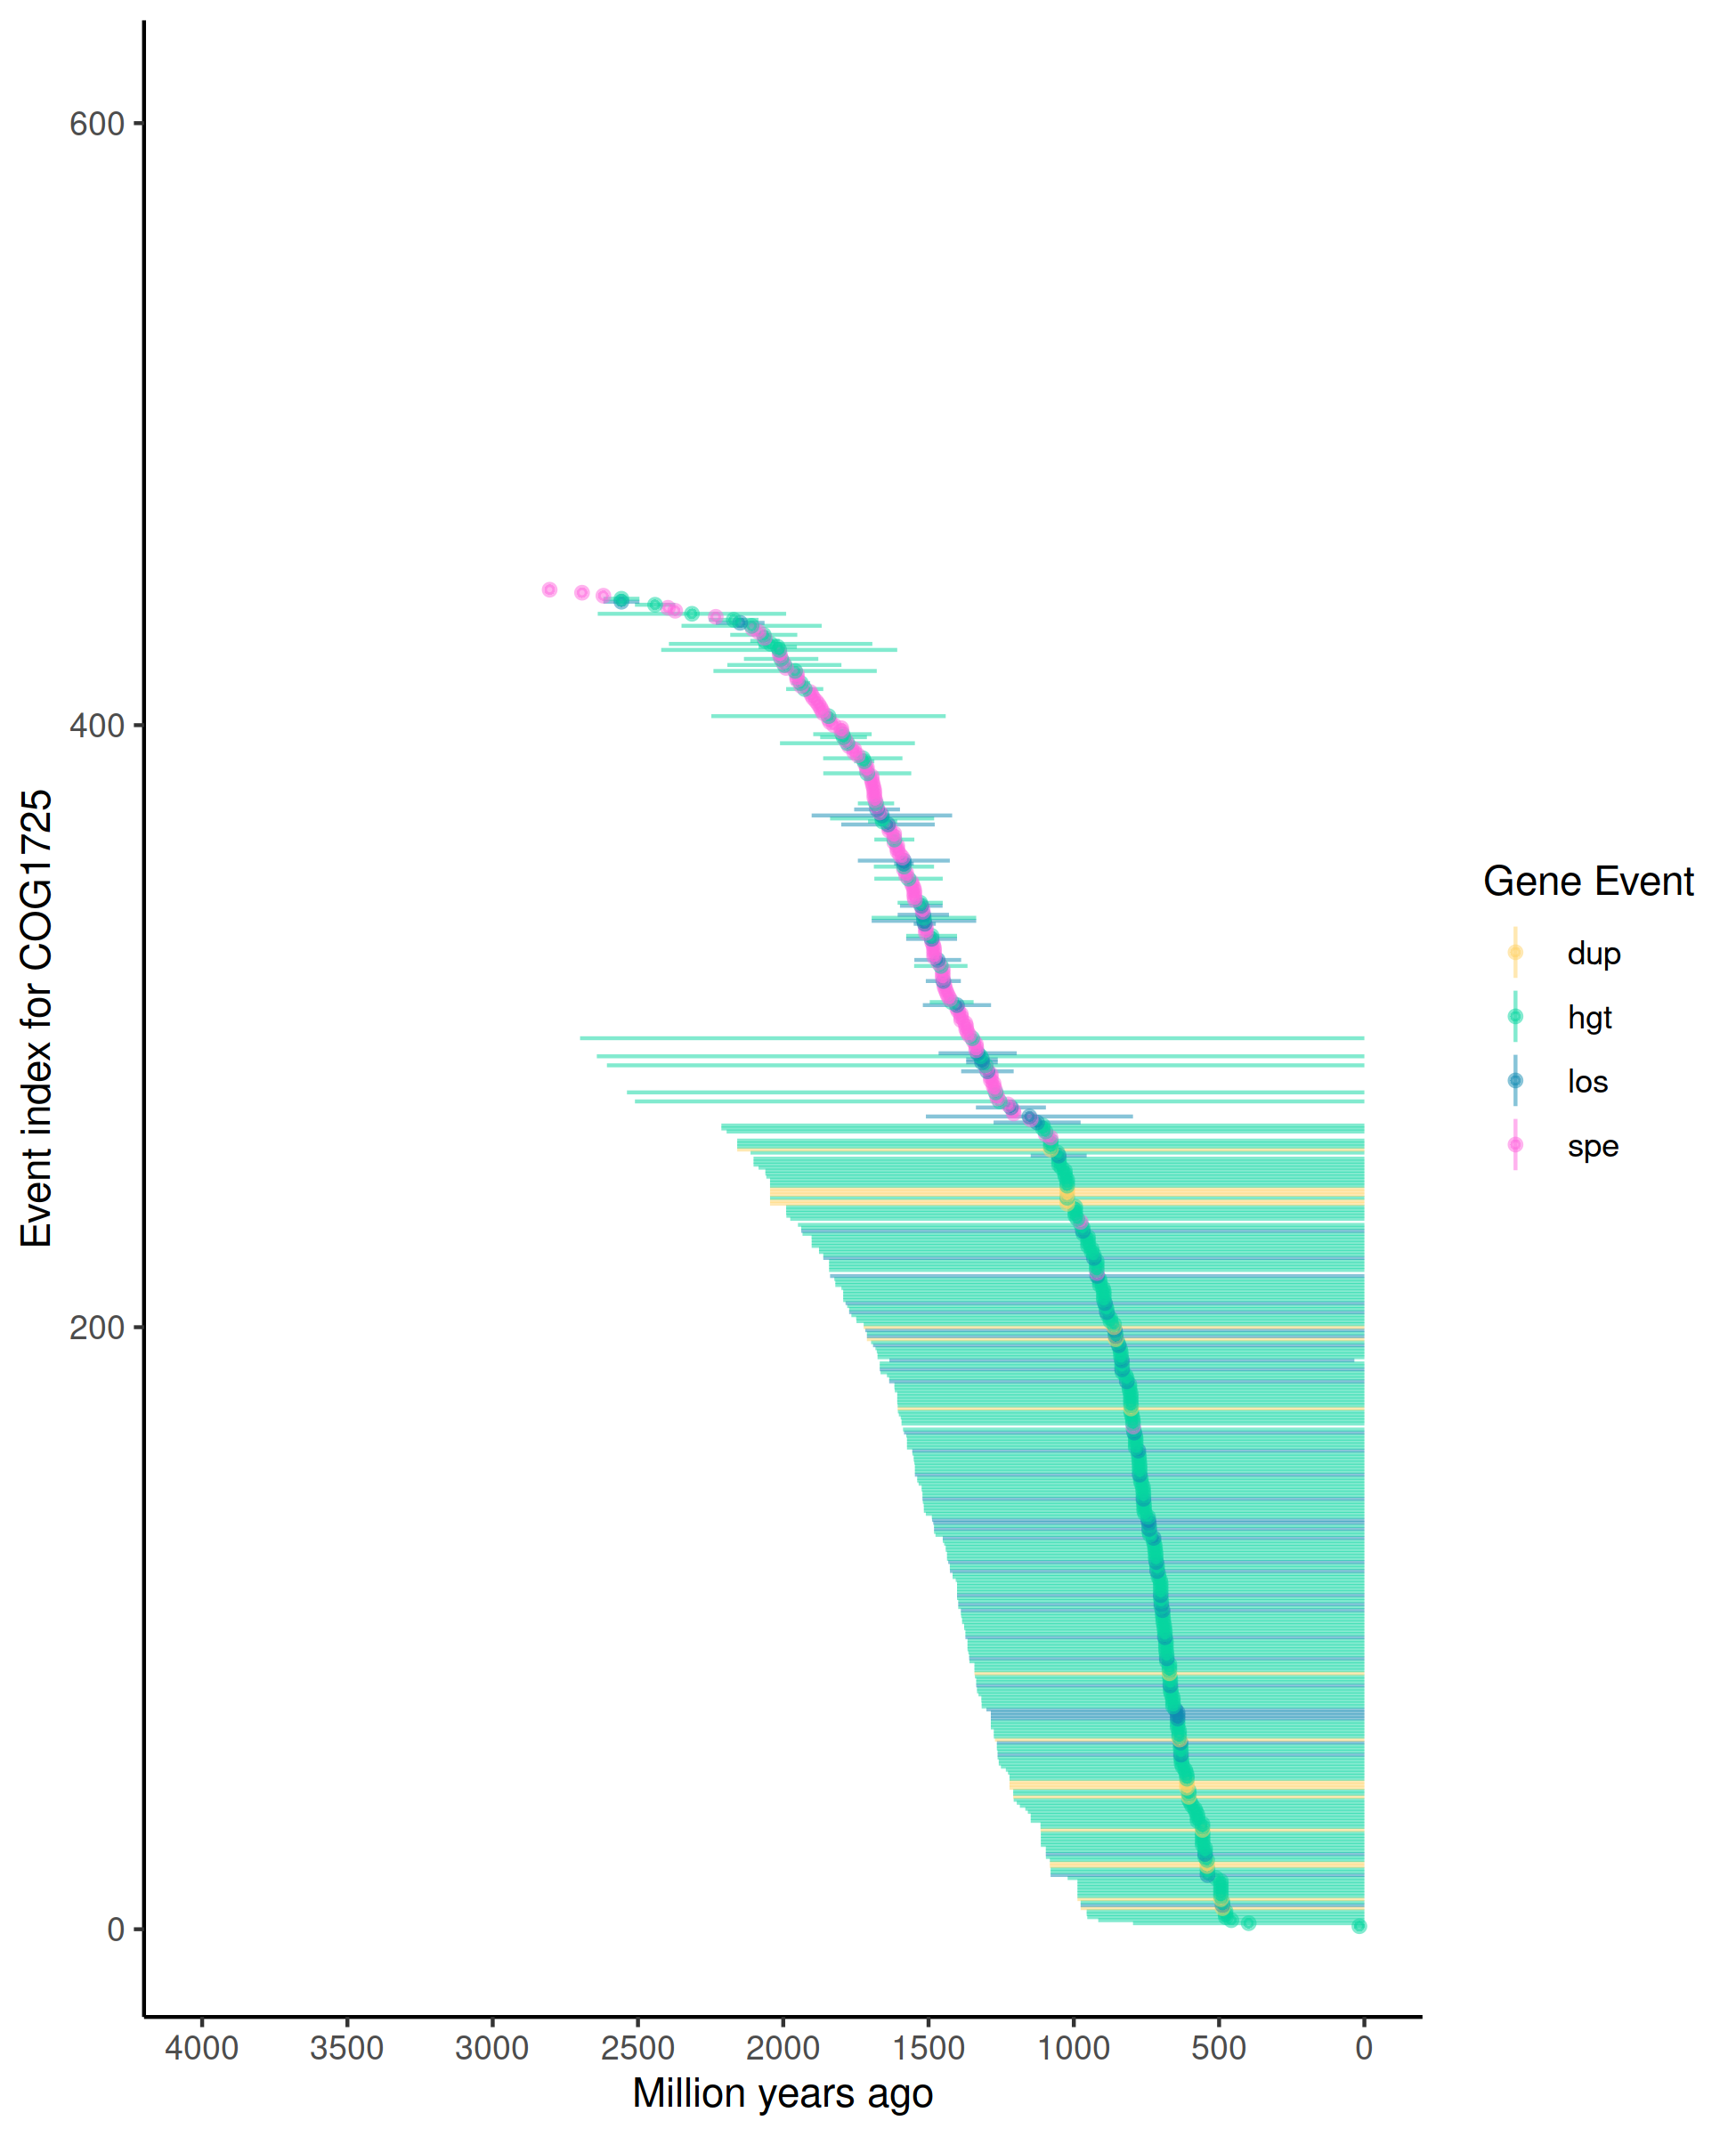 600
400
200
0
Event index for COG1725
4000 3500 3000 2500 2000 1500 1000 500 0
Million years ago
Gene Event
dup
hgt
los
spe